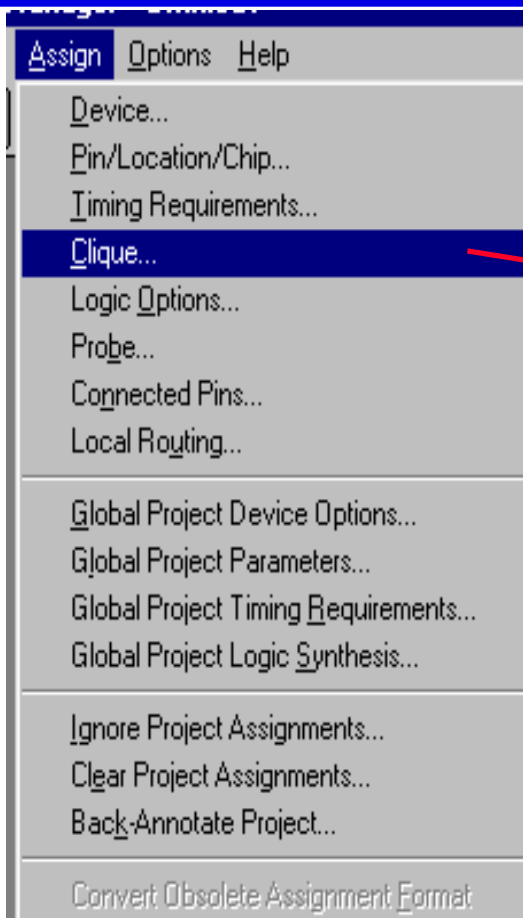 Assign Options Help
Device...
Pin/Location/Chip...
Timing Requirements...
Clique...
Logic Options...
Probe...
Connected Pins...
Local Routing...
Global Project Device Options...
Global Project Parameters...
Global Project Timing Requirements...
Global Project Logic Synthesis...
Ignore Project Assignments...
Clear Project Assignments...
Back-Annotate Project...
Convert Obsolete Assignment Format